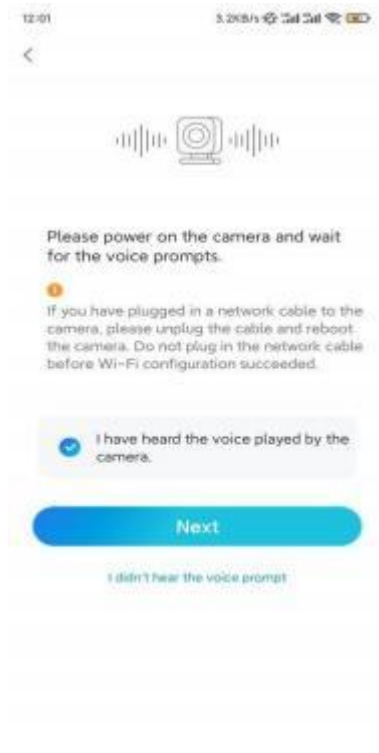 12:01 3.2KB/s
Please power on the camera and wait
for the voice prompts.
If you have plugged in a network cable to the
camera, please unplug the cable and reboot
the camera. Do not plug in the network cable
before Wi-Fi configuration succeeded.
I have heard the voice played by the
camera.
Next
I didn't hear the voice prompt